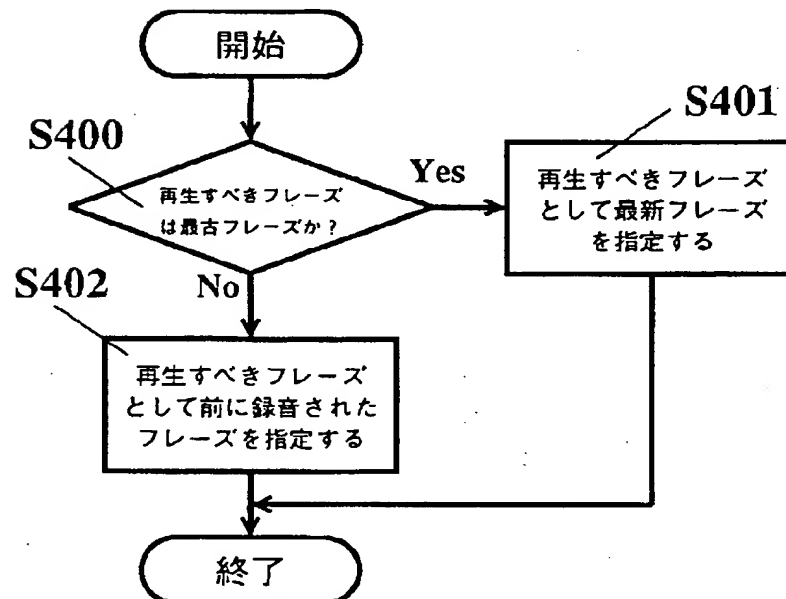 開始
S400
再生すべきフレーズ
は最古フレーズか？
Yes
S401
再生すべきフレーズ
として最新フレーズ
を指定する
No
S402
再生すべきフレーズ
として前に録音された
フレーズを指定する
終了